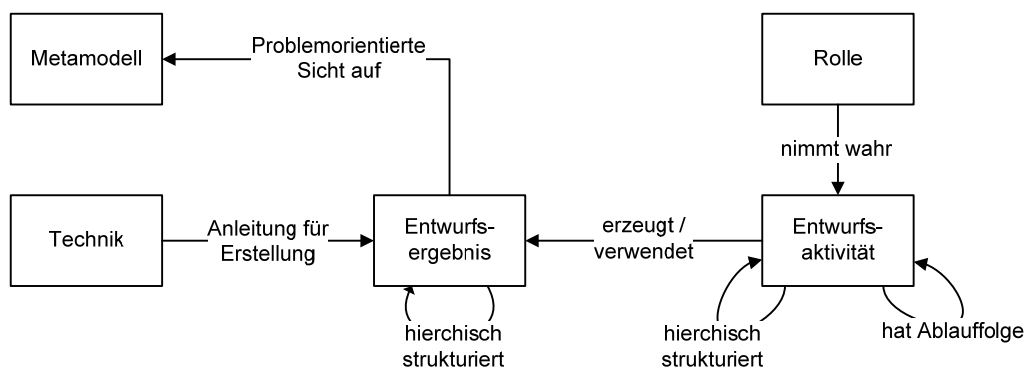 Metamodell
Problemorientierte
Sicht auf
Rolle
nimmt wahr
Technik
Anleitung für
Erstellung
Entwurfs-
ergebnis
erzeugt /
verwendet
Entwurfs-
aktivität
hierchisch
strukturiert
hierchisch
strukturiert
hat Ablauffolge